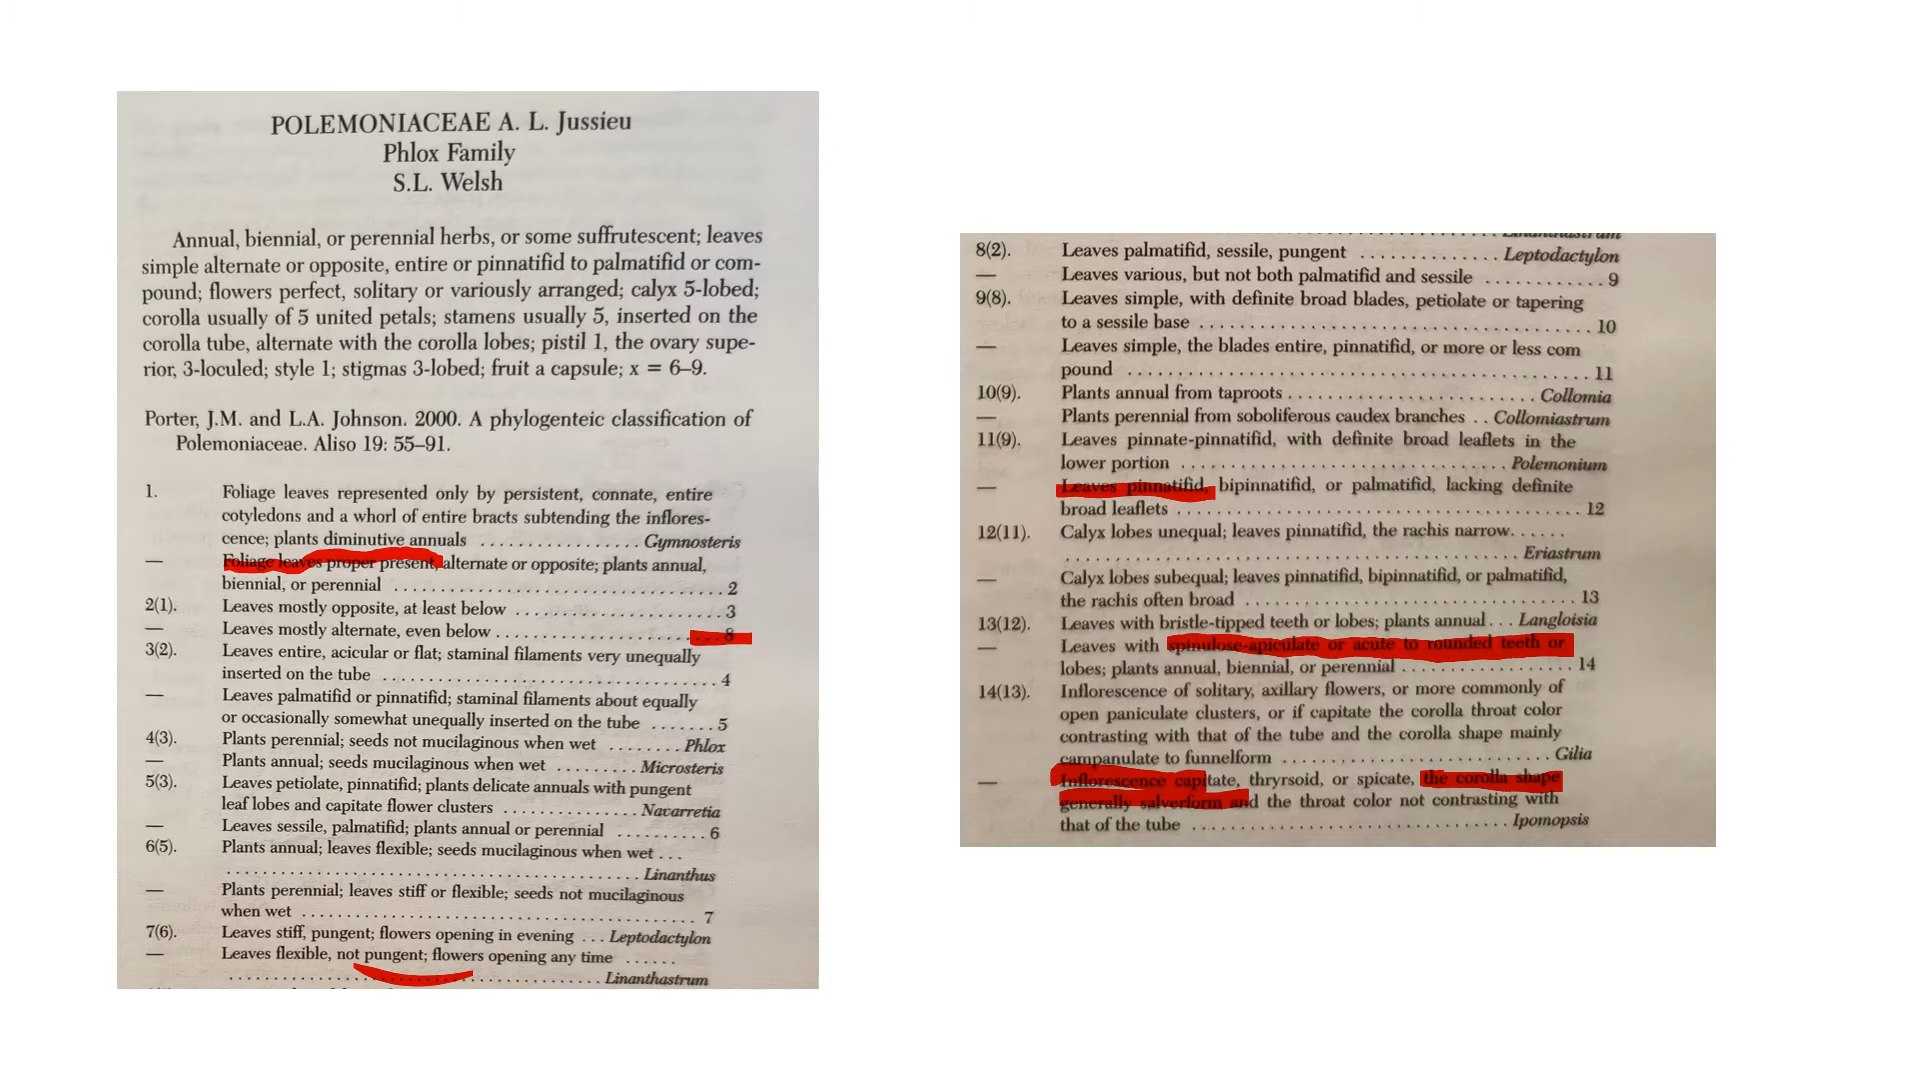 POLEMONIACEAE A. L. Jussieu
Phlox Family
S.L. Welsh
Annual, biennial, or perennial herbs, or some suffrutescent; leaves
simple alternate or opposite, entire or pinnatifid to palmatifid or com-
pound; flowers perfect, solitary or variously arranged; calyx 5-lobed;
corolla usually of 5 united petals; stamens usually 5, inserted on the
corolla tube, alternate with the corolla lobes; pistil 1, the ovary supe-
rior, 3-loculed; style 1; stigmas 3-lobed; fruit a capsule; x = 6–9.
Porter, J.M. and L.A. Johnson. 2000. A phylogenteic classification of
Polemoniaceae. Aliso 19: 55–91.
1. Foliage leaves represented only by persistent, connate, entire
cotyledons and a whorl of entire bracts subtending the inflores-
cence; plants diminutive annuals ................. Gymnosteris
— Foliage leaves proper present, alternate or opposite; plants annual,
biennial, or perennial .................................... 2
2(1). Leaves mostly opposite, at least below ....................... 3
— Leaves mostly alternate, even below ......................... 8
3(2). Leaves entire, acicular or flat; staminal filaments very unequally
inserted on the tube ...................................... 4
— Leaves palmatifid or pinnatifid; staminal filaments about equally
or occasionally somewhat unequally inserted on the tube ....... 5
4(3). Plants perennial; seeds not mucilaginous when wet ........ Phlox
— Plants annual; seeds mucilaginous when wet ......... Microsteris
5(3). Leaves petiolate, pinnatifid; plants delicate annuals with pungent
leaf lobes and capitate flower clusters ............... Navarretia
— Leaves sessile, palmatifid; plants annual or perennial .......... 6
6(5). Plants annual; leaves flexible; seeds mucilaginous when wet ...
............................................ Linanthus
— Plants perennial; leaves stiff or flexible; seeds not mucilaginous
when wet ............................................. 7
7(6). Leaves stiff, pungent; flowers opening in evening ... Leptodactylon
— Leaves flexible, not pungent; flowers opening any time ......
....................................... Linanthastrum
Linanthastrum
8(2). Leaves palmatifid, sessile, pungent .............. Leptodactylon
— Leaves various, but not both palmatifid and sessile ............ 9
9(8). Leaves simple, with definite broad blades, petiolate or tapering
to a sessile base ........................................ 10
— Leaves simple, the blades entire, pinnatifid, or more or less com
pound ................................................ 11
10(9). Plants annual from taproots ......................... Collomia
— Plants perennial from soboliferous caudex branches .. Collomiastrum
11(9). Leaves pinnate-pinnatifid, with definite broad leaflets in the
lower portion .................................. Polemonium
— Leaves pinnatifid, bipinnatifid, or palmatifid, lacking definite
broad leaflets .......................................... 12
12(11). Calyx lobes unequal; leaves pinnatifid, the rachis narrow......
.............................................. Eriastrum
— Calyx lobes subequal; leaves pinnatifid, bipinnatifid, or palmatifid,
the rachis often broad ................................... 13
13(12). Leaves with bristle-tipped teeth or lobes; plants annual ... Langloisia
— Leaves with spinulose-apiculate or acute to rounded teeth or
lobes; plants annual, biennial, or perennial .................. 14
14(13). Inflorescence of solitary, axillary flowers, or more commonly of
open paniculate clusters, or if capitate the corolla throat color
contrasting with that of the tube and the corolla shape mainly
campanulate to funnelform ............................. Gilia
— Inflorescence capitate, thryrsoid, or spicate, the corolla shape
generally salverform and the throat color not contrasting with
that of the tube ................................. Ipomopsis